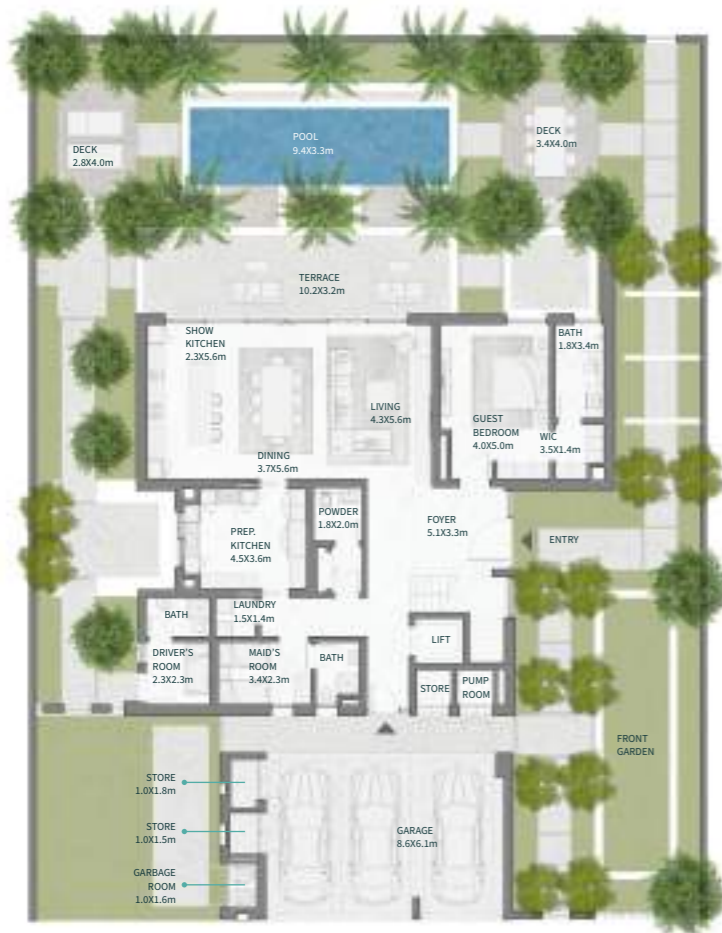 POOL
9.4X3.3m
DECK
2.8X4.0m
DECK
3.4X4.0m
TERRACE
10.2X3.2m
SHOW
KITCHEN
2.3X5.6m
BATH
1.8X3.4m
LIVING
4.3X5.6m
GUEST
BEDROOM
4.0X5.0m
WIC
3.5X1.4m
DINING
3.7X5.6m
POWDER
1.8X2.0m
FOYER
5.1X3.3m
PREP.
KITCHEN
4.5X3.6m
ENTRY
LAUNDRY
1.5X1.4m
BATH
LIFT
DRIVER'S
ROOM
2.3X2.3m
MAID'S
ROOM
3.4X2.3m
BATH
STORE
PUMP
ROOM
FRONT
GARDEN
STORE
1.0X1.8m
STORE
1.0X1.5m
GARAGE
8.6X6.1m
GARBAGE
ROOM
1.0X1.6m